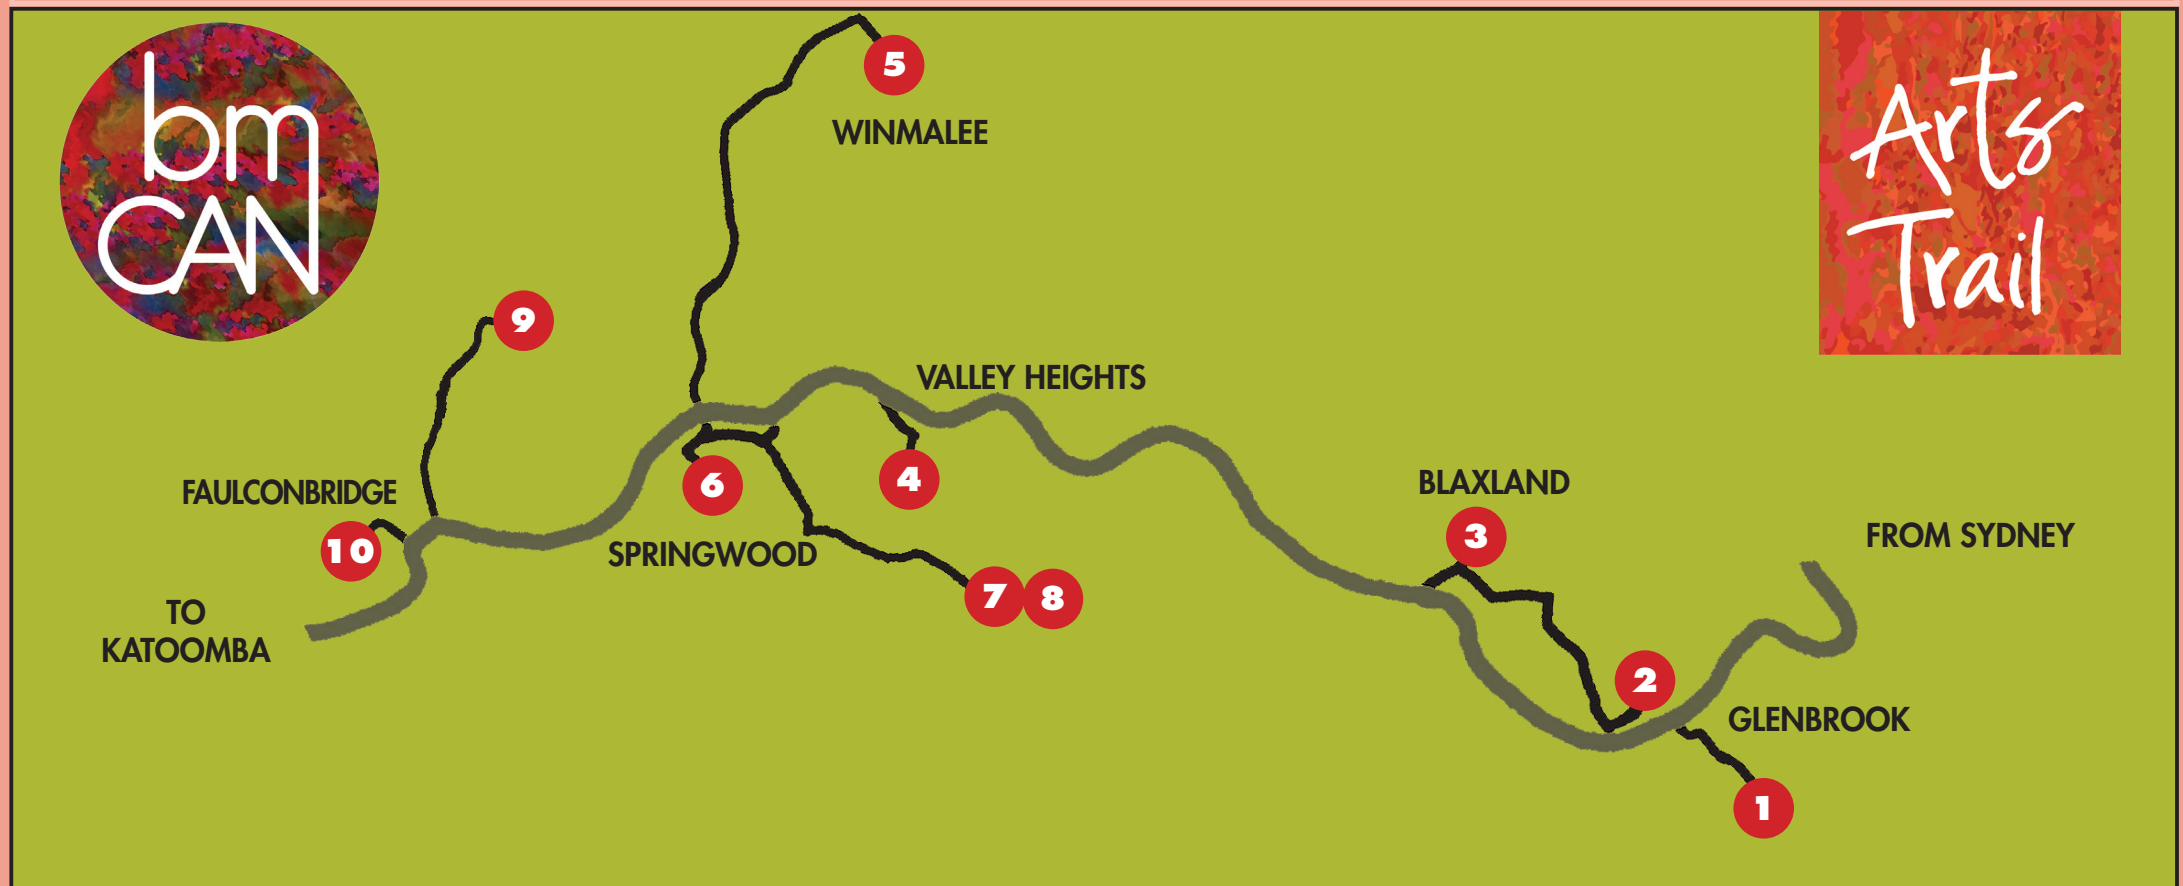 bm
CAN
Arts
Trail
5
WINMALEE
9
VALLEY HEIGHTS
FAULCONBRIDGE
10
6
SPRINGWOOD
4
7
8
BLAXLAND
3
FROM SYDNEY
TO
KATOOMBA
2
GLENBROOK
1